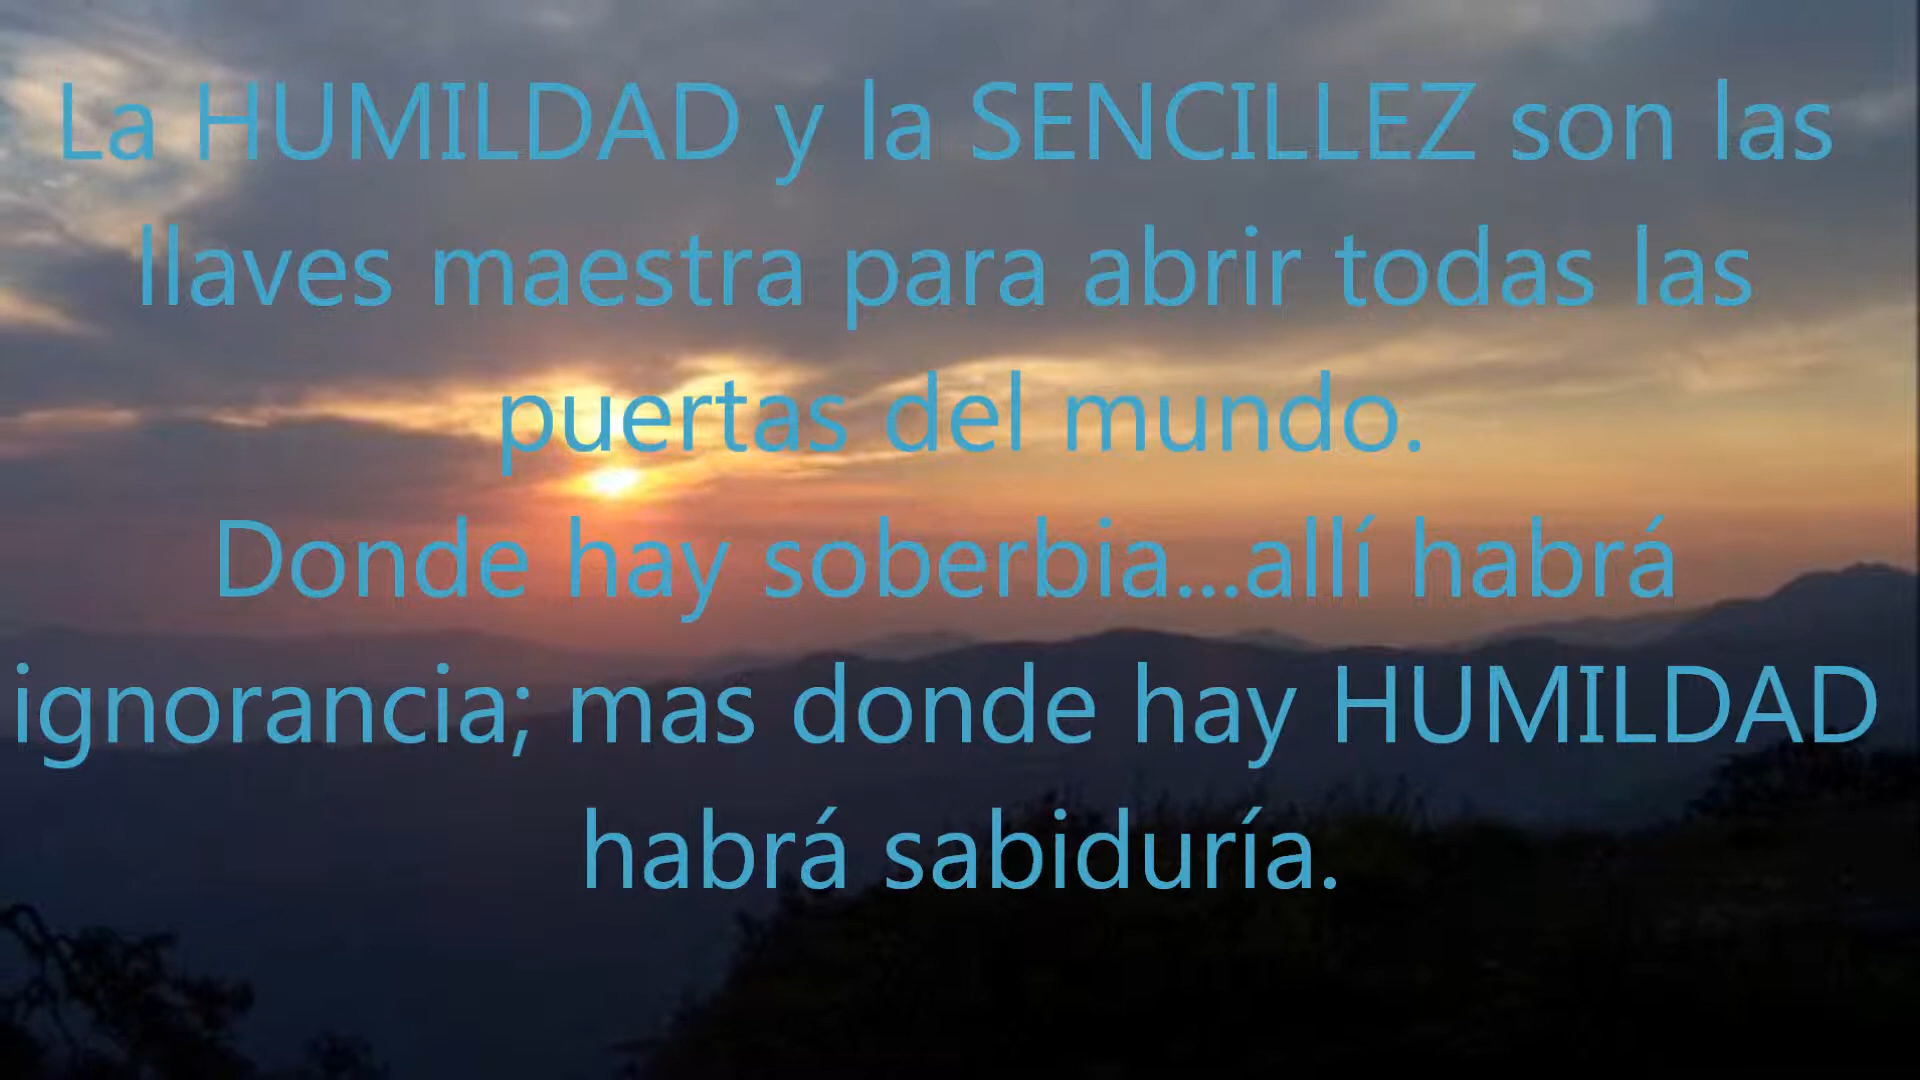 La HUMILDAD y la SENCILLEZ son las
llaves maestra para abrir todas las
puertas del mundo.
Donde hay soberbia...allí habrá
ignorancia; mas donde hay HUMILDAD
habrá sabiduría.